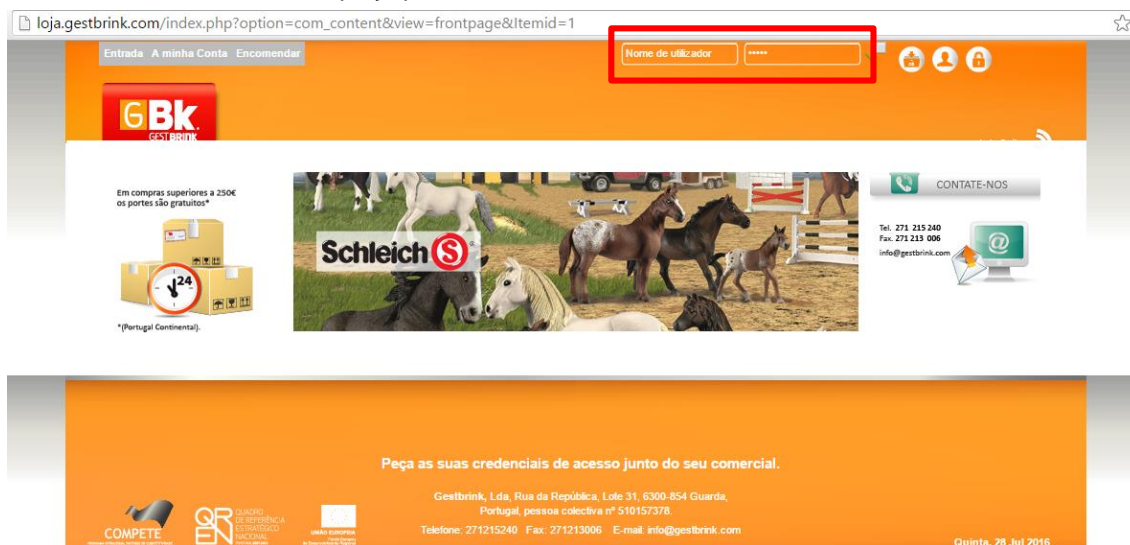 loja.gestbrink.com/index.php?option=com_content&view=frontpage&Itemid=1
Entrada A minha Conta Encomendar
Nome de utilizador •••••
GBk.
GESTBRINK
Em compras superiores a 250€
os portes são gratuitos*
24
*(Portugal Continental).
Schleich S
CONTATE-NOS
Tel. 271 215 240
Fax. 271 213 006
info@gestbrink.com
@
Peça as suas credenciais de acesso junto do seu comercial.
Gestbrink, Lda, Rua da República, Lote 31, 6300-854 Guarda,
Portugal, pessoa colectiva nº 510157378.
Telefone: 271215240 Fax: 271213006 E-mail: info@gestbrink.com
COMPETE
QREN
QUADRO
DE REFERÊNCIA
ESTRATÉGICO
NACIONAL
UNIÃO EUROPEIA
Quinta, 28 Jul 2016